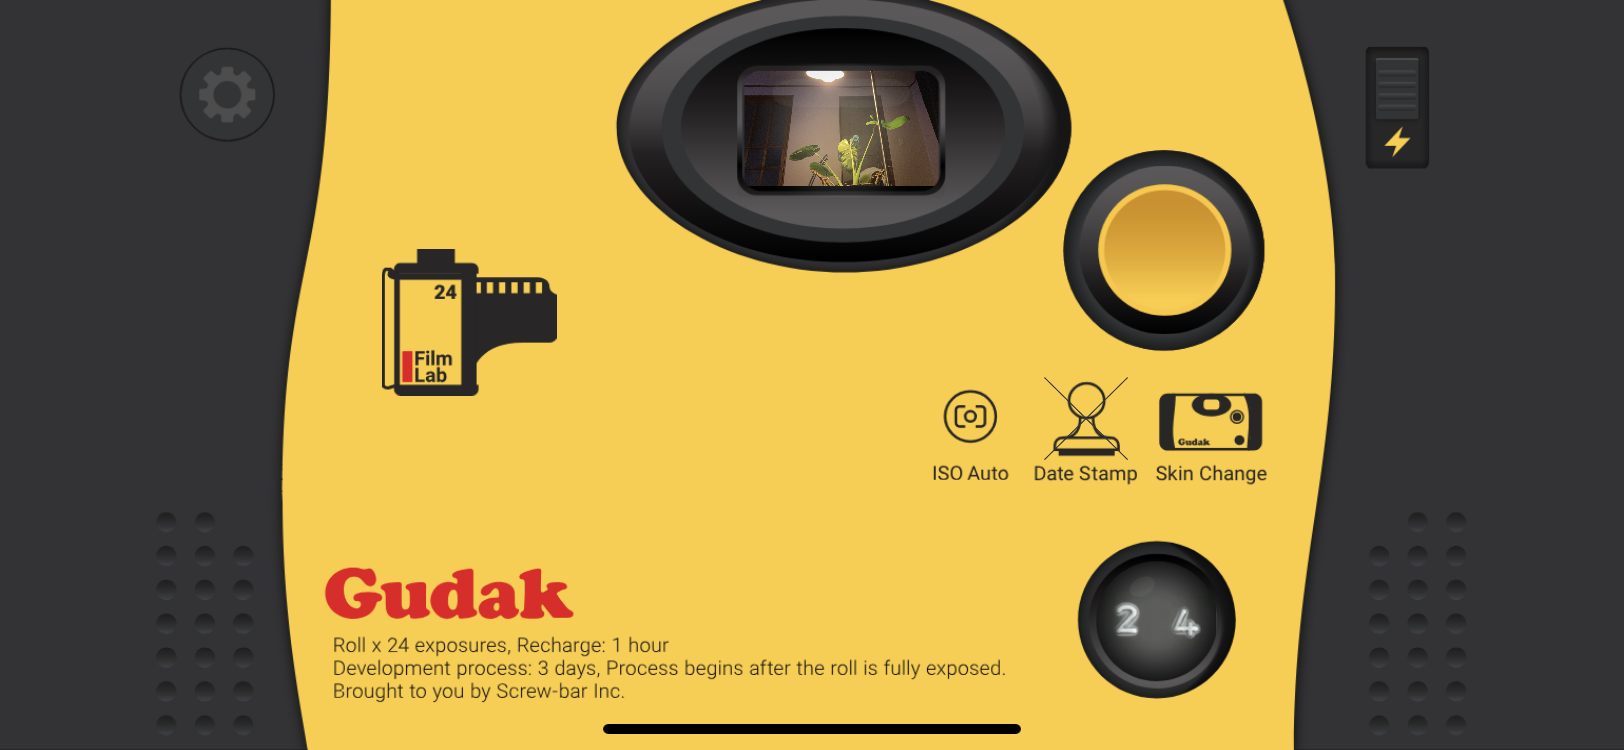 24
Film
Lab
ISO Auto
Date Stamp
Skin Change
Gudak
Gudak
Roll x 24 exposures, Recharge: 1 hour
Development process: 3 days, Process begins after the roll is fully exposed.
Brought to you by Screw-bar Inc.
2 4